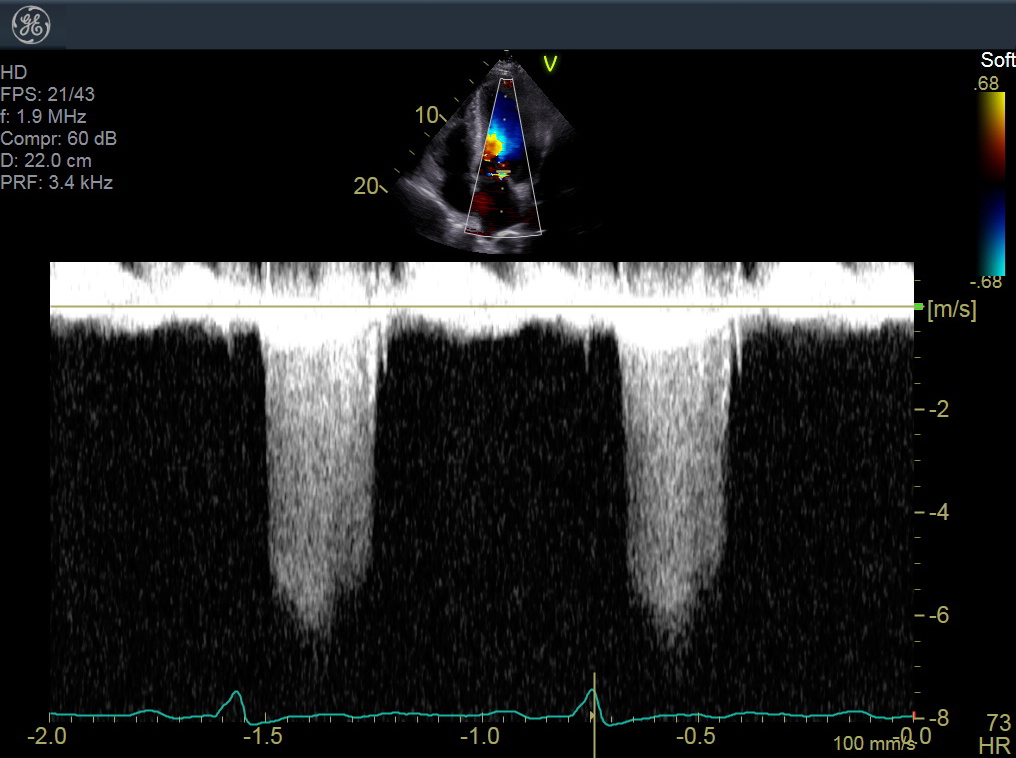 HD
FPS: 21/43
f: 1.9 MHz
Compr: 60 dB
D: 22.0 cm
PRF: 3.4 kHz
V
10
20
Soft
.68
-.68
[m/s]
-2
-4
-6
-8
-2.0
-1.5
-1.0
-0.5
0.0
100 mm/s
73
HR